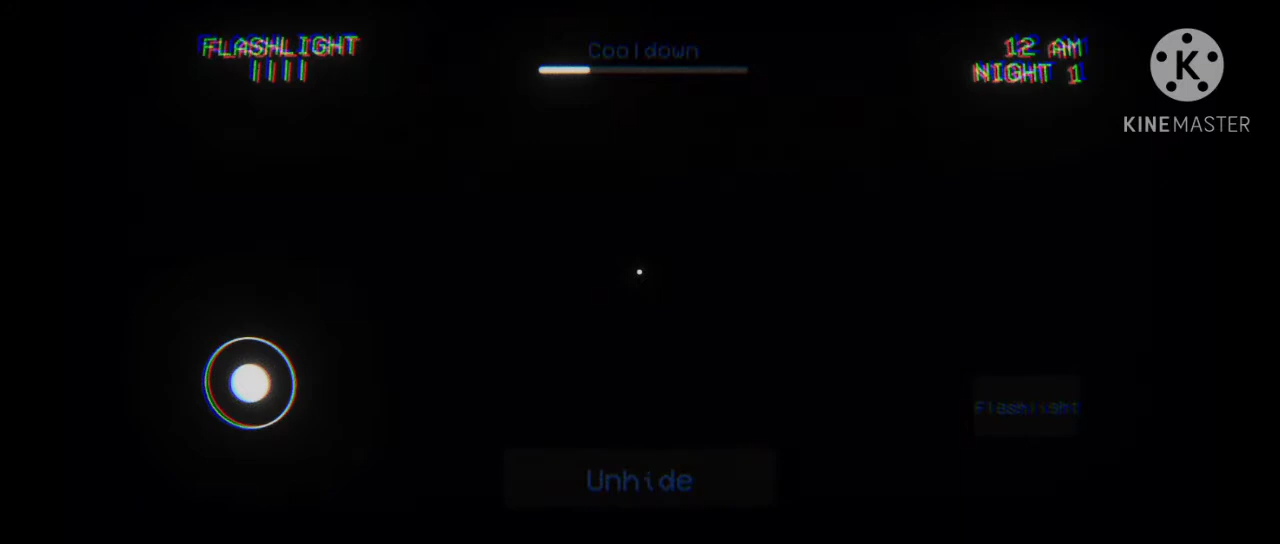 FLASHLIGHT
||||
Cooldown
12 AM
NIGHT 1
K
KINEMASTER
Flashlight
Unhide